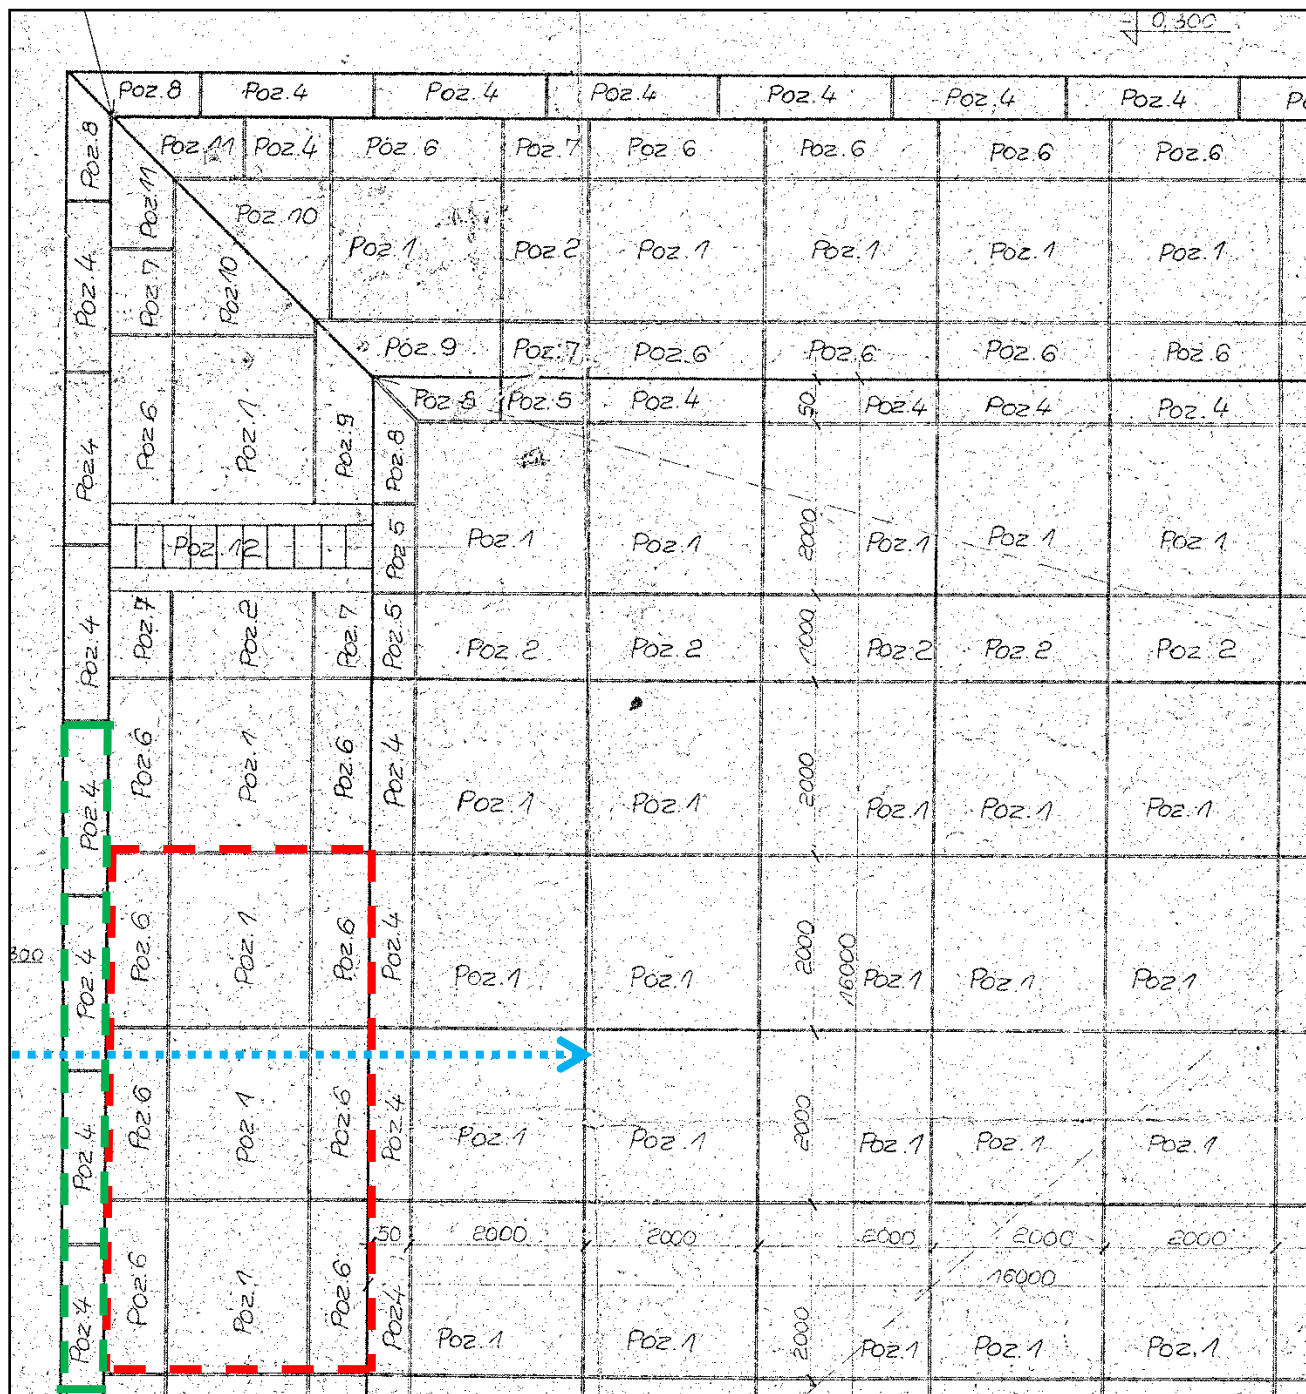 0,300
Poz.8 Poz.4 Poz.4 Poz.4 Poz.4 Poz.4 Poz.4
Poz.8 Poz.11 Poz.4 Poz.6 Poz.7 Poz 6 Poz.6 Poz.6 Poz.6
Poz.11 Poz.10 Poz.1 Poz.2 Poz.1 Poz.1 Poz.1 Poz.1
Poz.4 Poz.7 Poz.10
Poz.9 Poz.7 Poz.6 Poz.6 Poz.6 Poz.6
Poz.8 Poz.5 Poz.4 50 Poz.4 Poz.4 Poz.4
Poz.4 Poz.6 Poz.1 Poz.9 Poz.8
Poz.12 Poz.5 Poz.1 Poz.1 2000 Poz.1 Poz.1 Poz.1
Poz.4 Poz.7 Poz.2 Poz.7 Poz.5 Poz.2 Poz.2 1000 Poz.2 Poz.2 Poz.2
Poz.4 Poz.6 Poz.1 Poz.6 Poz.4 Poz.1 Poz.1 2000 Poz.1 Poz.1 Poz.1
300 Poz.4 Poz.6 Poz.1 Poz.6 Poz.4 Poz.1 Poz.1 2000 16000 Poz.1 Poz.1 Poz.1
Poz.4 Poz.6 Poz.1 Poz.6 Poz.4 Poz.1 Poz.1 2000 Poz.1 Poz.1 Poz.1
50 2000 2000 2000 2000 2000
16000
Poz.4 Poz.6 Poz.1 Poz.6 Poz.4 Poz.1 Poz.1 2000 Poz.1 Poz.1 Poz.1